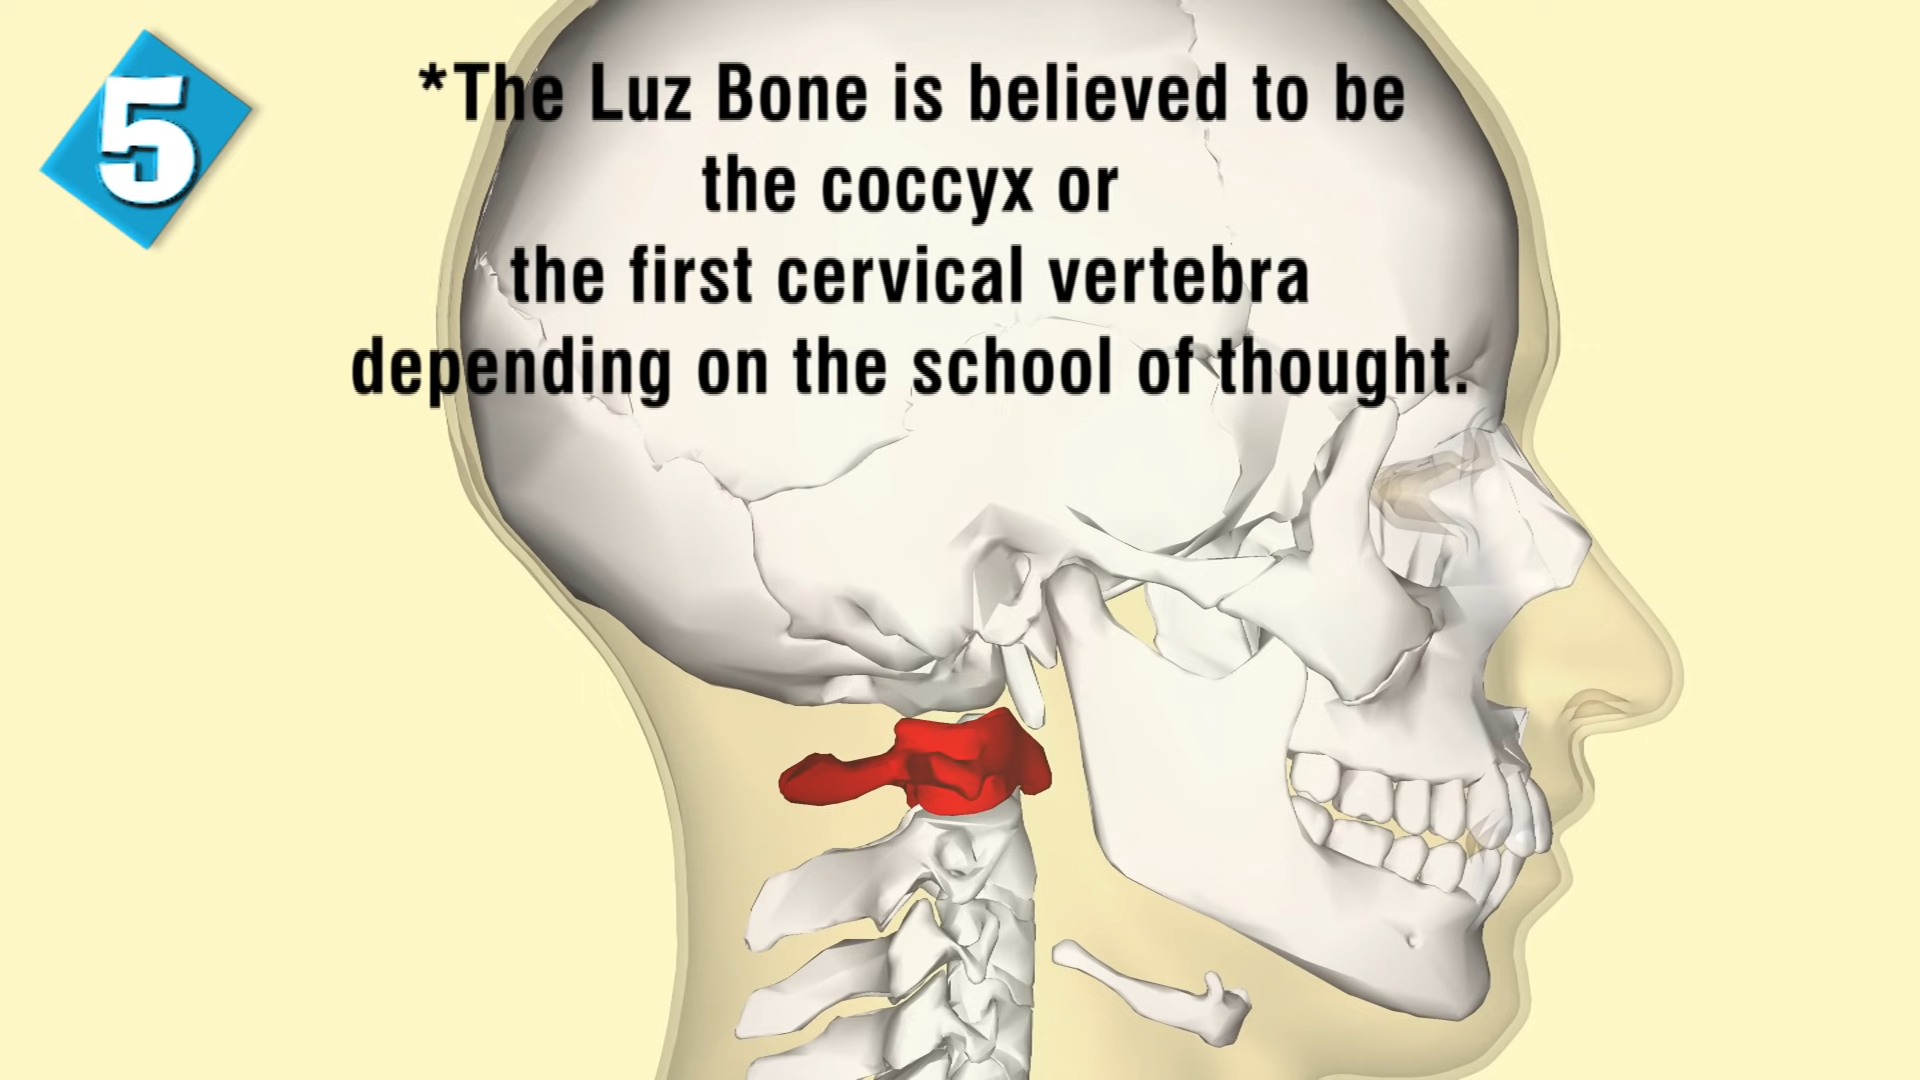 5
*The Luz Bone is believed to be
the coccyx or
the first cervical vertebra
depending on the school of thought.